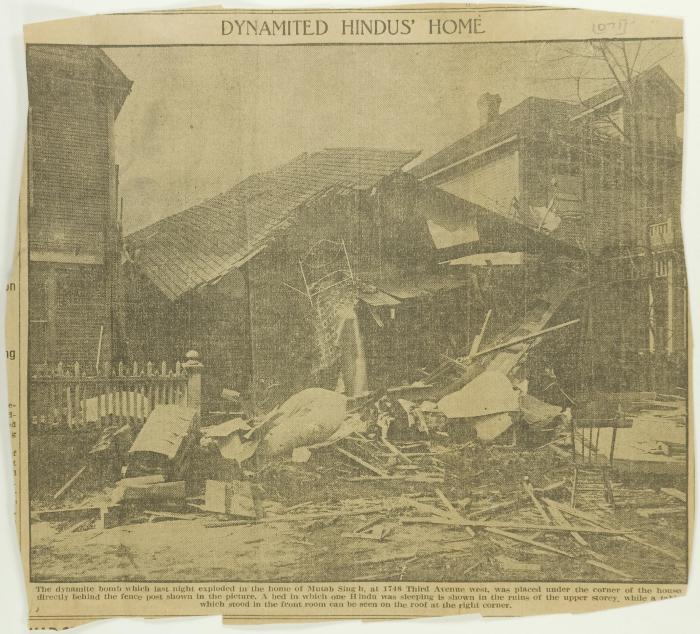 DYNAMITED HINDUS' HOME
on
ng
The dynamite bomb which last night exploded in the home of Mutab Singh, at 1748 Third Avenue west, was placed under the corner of the house
directly behind the fence post shown in the picture. A bed in which one Hindu was sleeping is shown in the ruins of the upper storey, while a
which stood in the front room can be seen on the roof at the right corner.